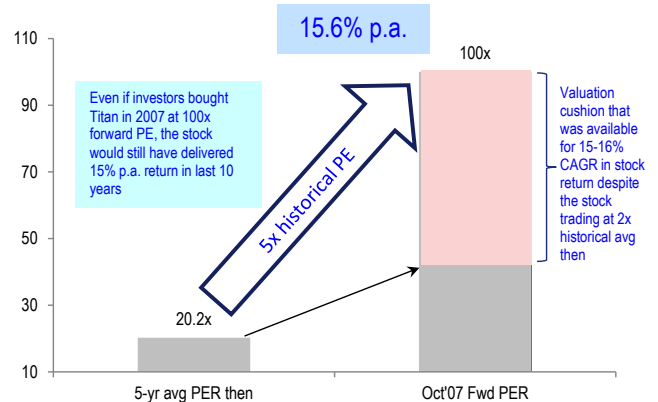 15.6% p.a.
110
90
70
50
30
10
Even if investors bought
Titan in 2007 at 100x
forward PE, the stock
would still have delivered
15% p.a. return in last 10
years
5x historical PE
20.2x
100x
Valuation
cushion that
was available
for 15-16%
CAGR in stock
return despite
the stock
trading at 2x
historical avg
then
5-yr avg PER then
Oct'07 Fwd PER